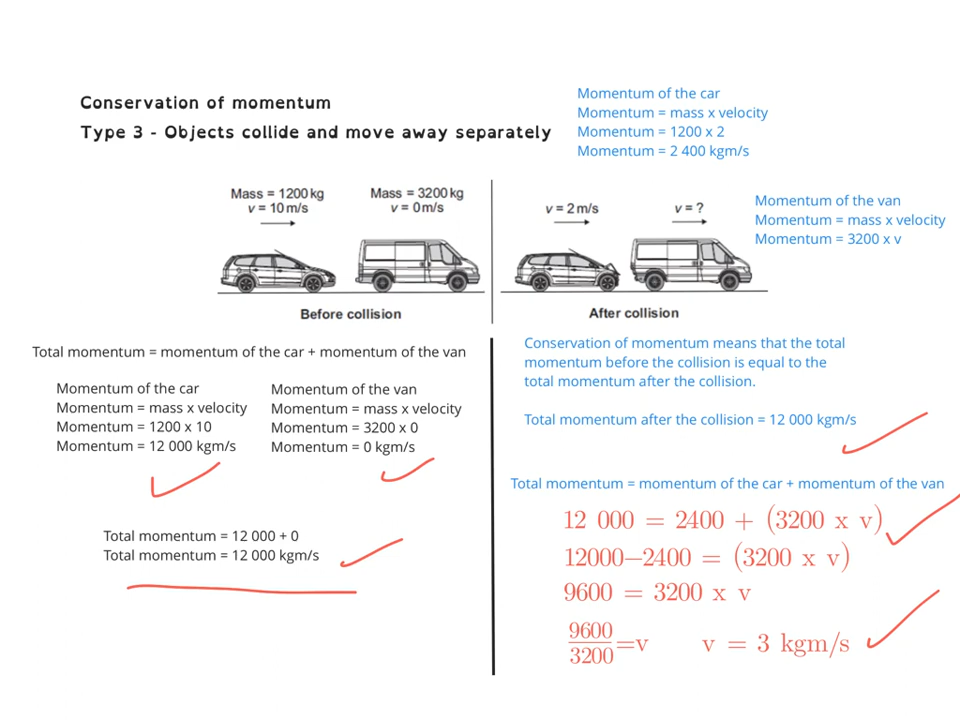 Conservation of momentum
Type 3 - Objects collide and move away separately
Momentum of the car
Momentum = mass x velocity
Momentum = 1200 x 2
Momentum = 2 400 kgm/s
Mass = 1200 kg
v = 10 m/s
Mass = 3200 kg
v = 0 m/s
Before collision
v = 2 m/s
v = ?
After collision
Momentum of the van
Momentum = mass x velocity
Momentum = 3200 x v
Total momentum = momentum of the car + momentum of the van
Momentum of the car
Momentum = mass x velocity
Momentum = 1200 x 10
Momentum = 12 000 kgm/s
Momentum of the van
Momentum = mass x velocity
Momentum = 3200 x 0
Momentum = 0 kgm/s
Total momentum = 12 000 + 0
Total momentum = 12 000 kgm/s
Conservation of momentum means that the total
momentum before the collision is equal to the
total momentum after the collision.
Total momentum after the collision = 12 000 kgm/s
Total momentum = momentum of the car + momentum of the van
12 000 = 2400 + (3200 x v)
12000−2400 = (3200 x v)
9600 = 3200 x v
9600/3200 =v v = 3 kgm/s